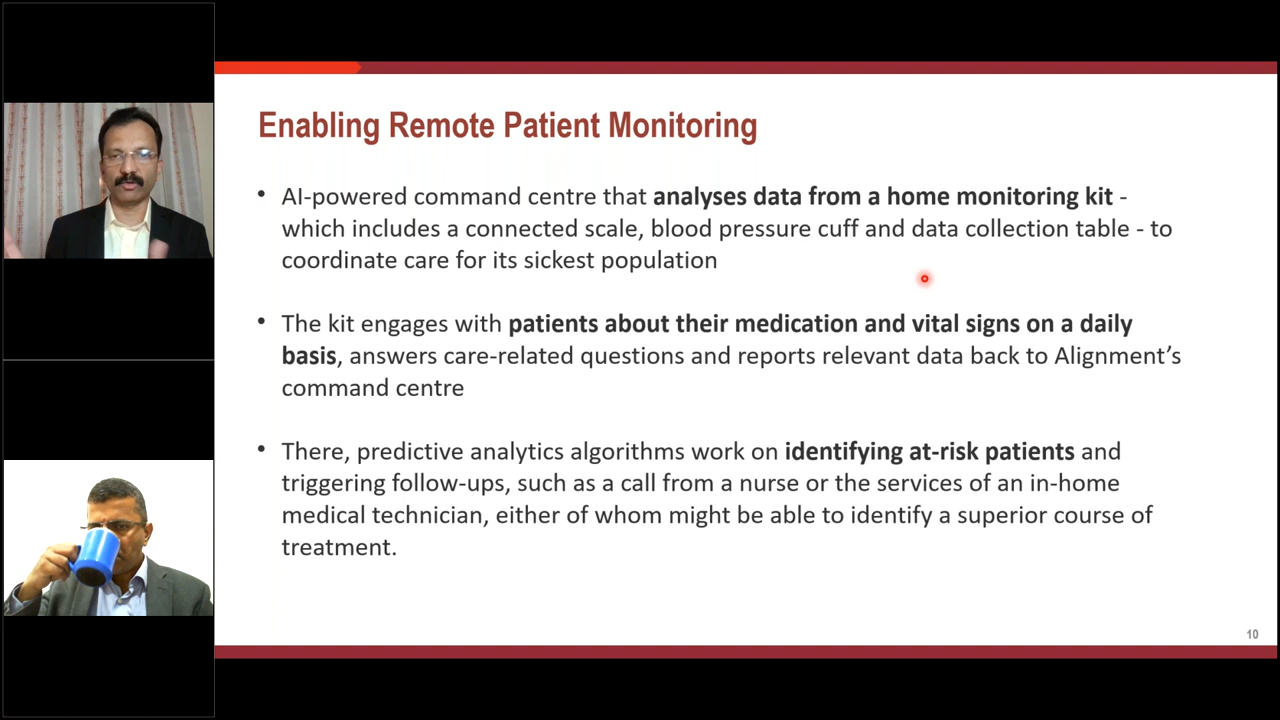 Enabling Remote Patient Monitoring
• AI-powered command centre that analyses data from a home monitoring kit -
which includes a connected scale, blood pressure cuff and data collection table - to
coordinate care for its sickest population
• The kit engages with patients about their medication and vital signs on a daily
basis, answers care-related questions and reports relevant data back to Alignment’s
command centre
• There, predictive analytics algorithms work on identifying at-risk patients and
triggering follow-ups, such as a call from a nurse or the services of an in-home
medical technician, either of whom might be able to identify a superior course of
treatment.
10